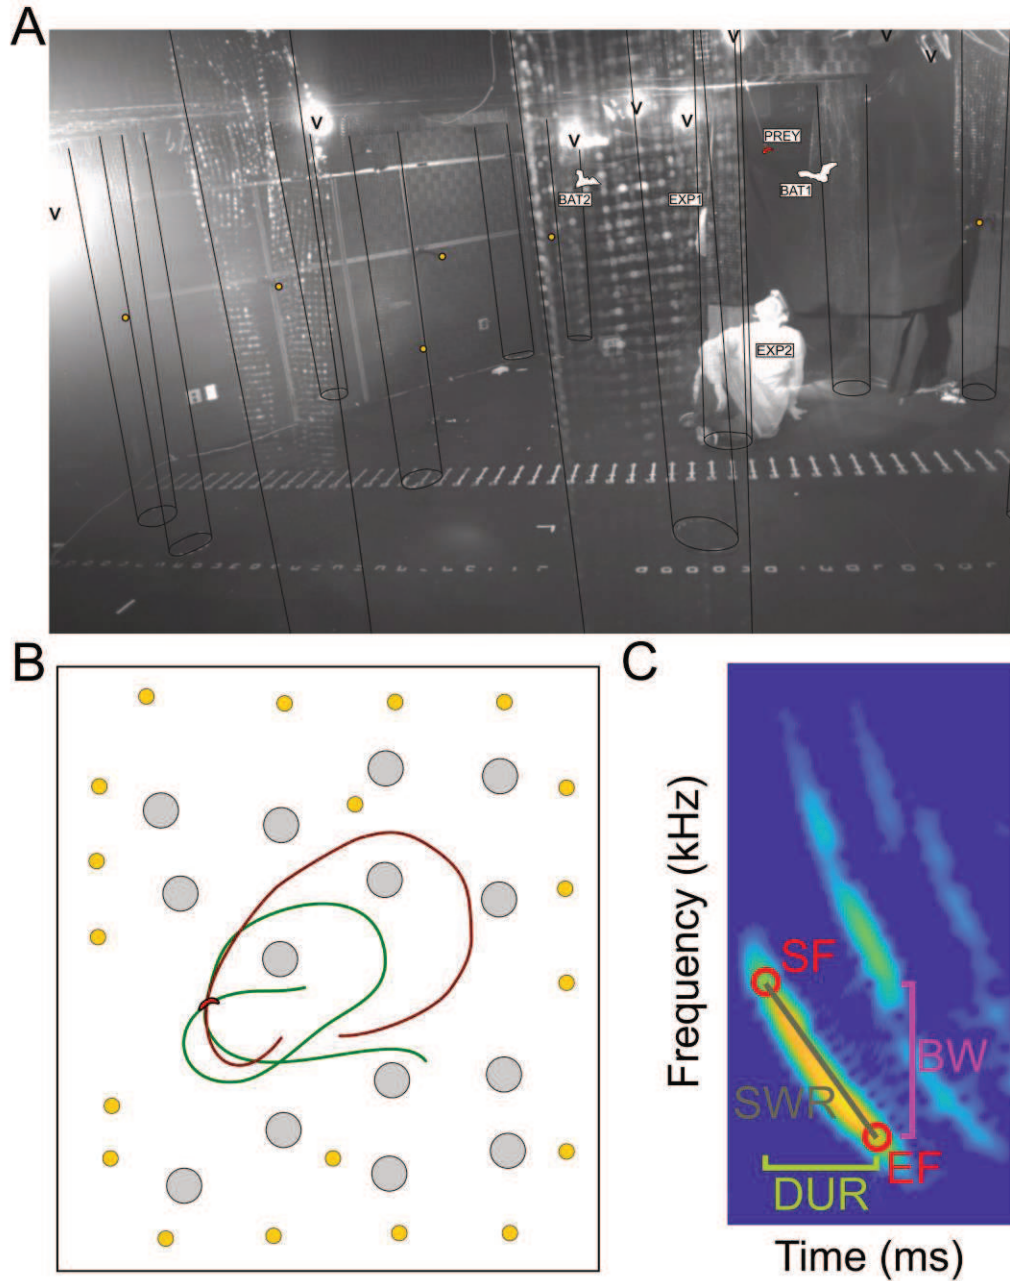 A
V
V
V
V
V
V
V
V
PREY
BAT2
EXP1
BAT1
EXP2
B
C
Frequency (kHz)
SF
BW
SWR
EF
DUR
Time (ms)